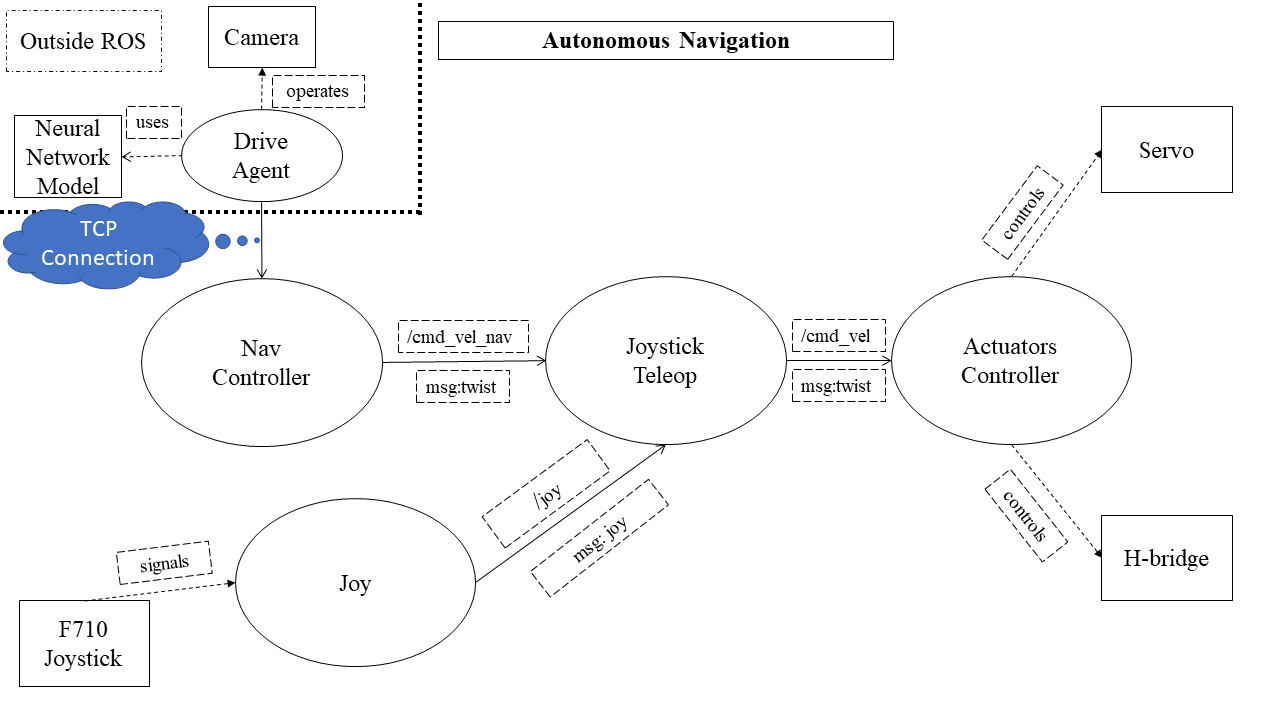 Outside ROS
Camera
Autonomous Navigation
operates
uses
Neural
Network
Model
Drive
Agent
Servo
TCP
Connection
controls
/cmd_vel_nav
/cmd_vel
Nav
Controller
Joystick
Teleop
Actuators
Controller
msg:twist
msg:twist
/joy
msg: joy
controls
signals
Joy
H-bridge
F710
Joystick